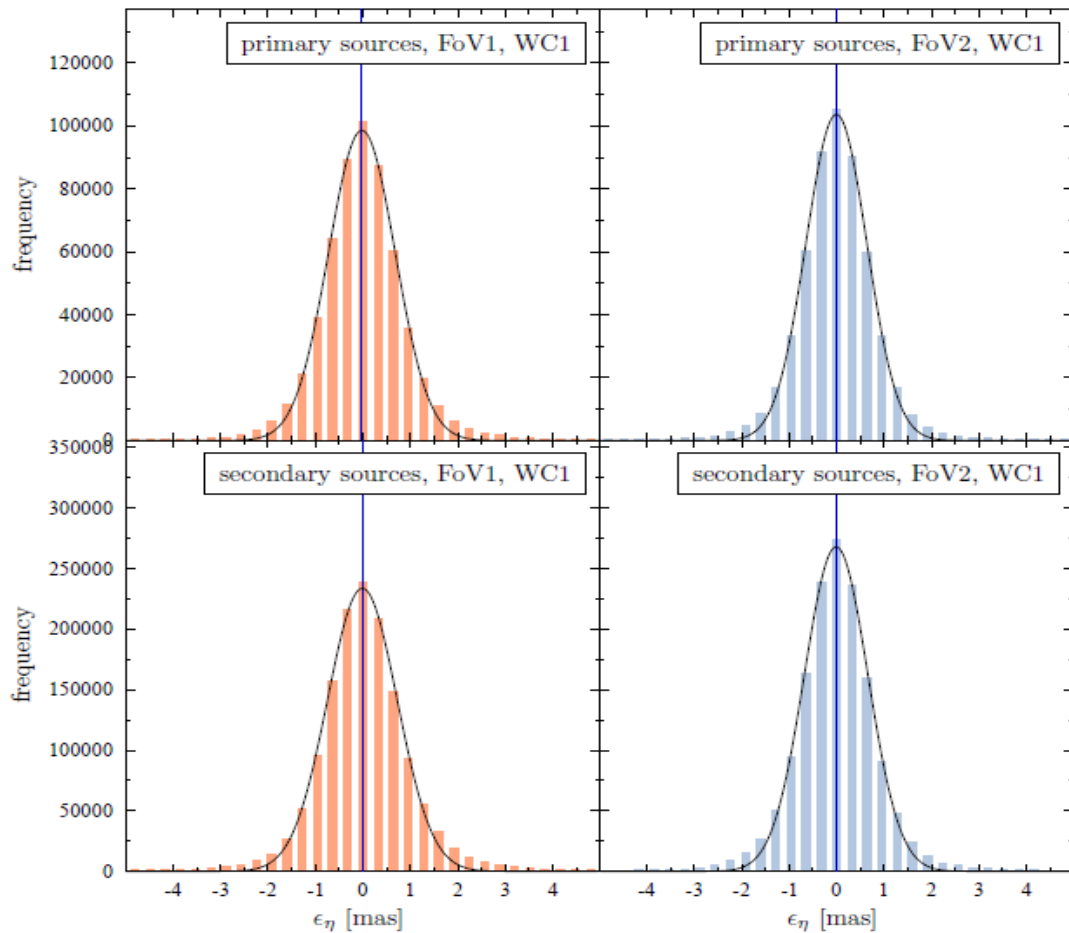 primary sources, FoV1, WC1
primary sources, FoV2, WC1
120000
100000
80000
60000
40000
20000
0
frequency
secondary sources, FoV1, WC1
secondary sources, FoV2, WC1
350000
300000
250000
200000
150000
100000
50000
0
frequency
-4 -3 -2 -1 0 1 2 3 4 -4 -3 -2 -1 0 1 2 3 4
ϵη [mas] ϵη [mas]